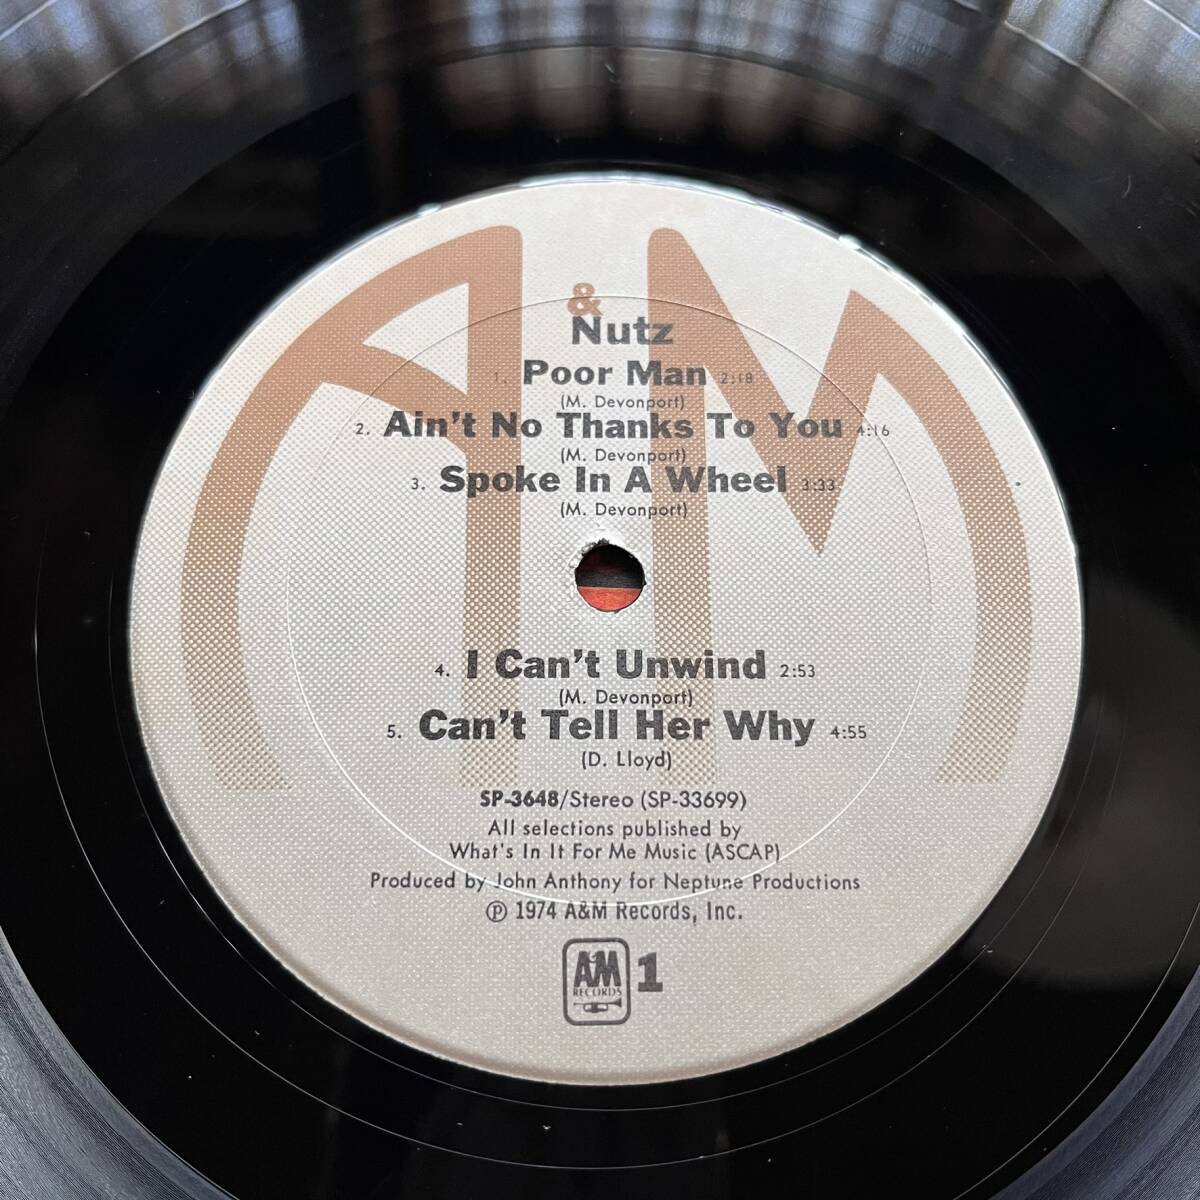 A & M
Nutz
1. Poor Man 2:18
(M. Devonport)
2. Ain't No Thanks To You 4:16
(M. Devonport)
3. Spoke In A Wheel 3:33
(M. Devonport)
4. I Can't Unwind 2:53
(M. Devonport)
5. Can't Tell Her Why 4:55
(D. Lloyd)
SP-3648/Stereo (SP-33699)
All selections published by
What's In It For Me Music (ASCAP)
Produced by John Anthony for Neptune Productions
℗ 1974 A&M Records, Inc.
A&M RECORDS 1